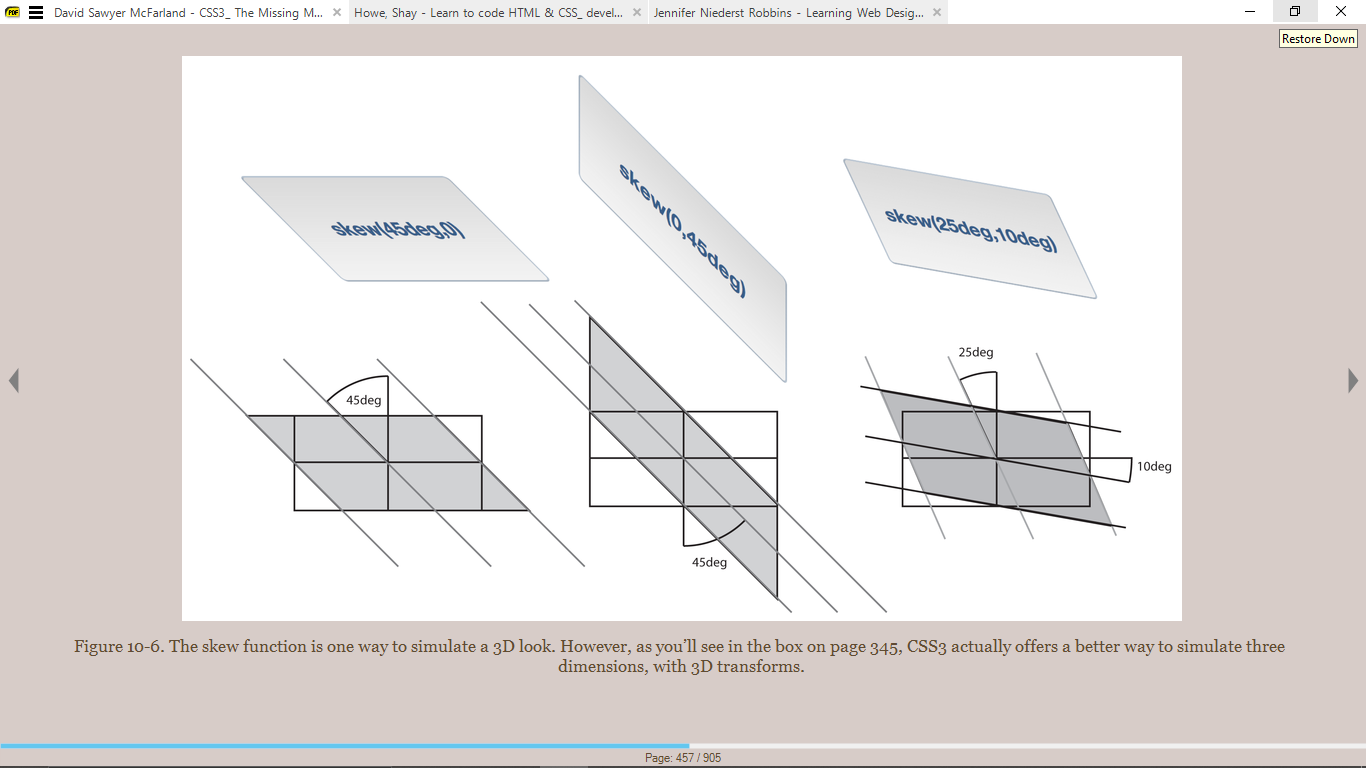 PDF
David Sawyer McFarland - CSS3_ The Missing M...
Howe, Shay - Learn to code HTML & CSS_ devel...
Jennifer Niederst Robbins - Learning Web Desig...
Restore Down
skew(45deg,0)
skew(0,45deg)
skew(25deg,10deg)
45deg
45deg
25deg
10deg
Figure 10-6. The skew function is one way to simulate a 3D look. However, as you’ll see in the box on page 345, CSS3 actually offers a better way to simulate three
dimensions, with 3D transforms.
Page: 457 / 905